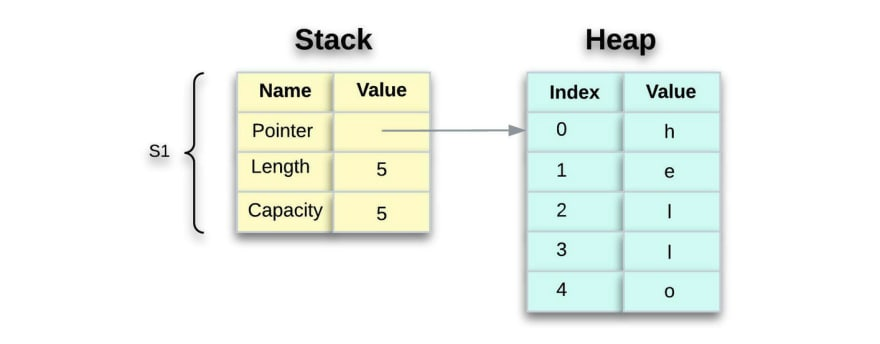 Stack
Heap
S1
Name Value
Pointer
Length 5
Capacity 5
Index Value
0 h
1 e
2 l
3 l
4 o